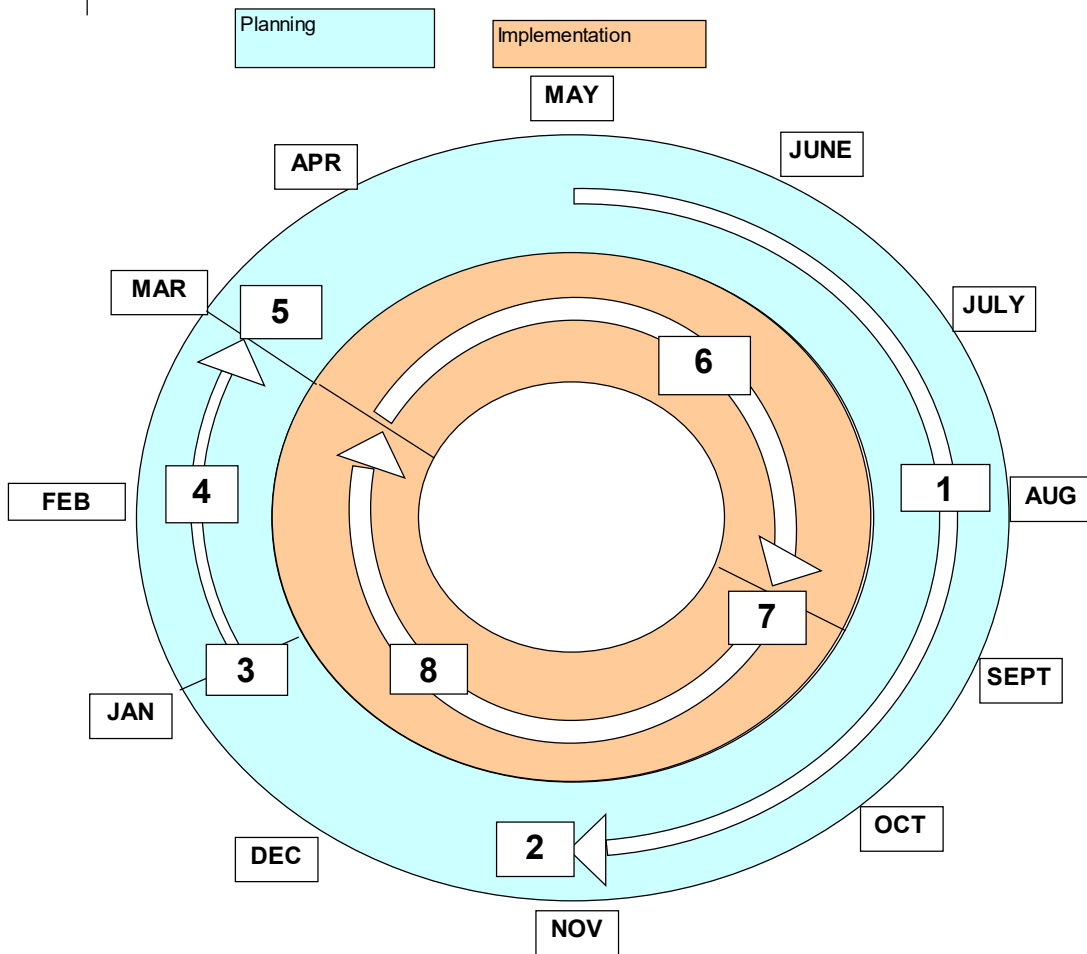 Planning
Implementation
MAY
JUNE
APR
MAR
5
JULY
6
FEB
4
1
AUG
7
3
8
SEPT
JAN
OCT
2
DEC
NOV